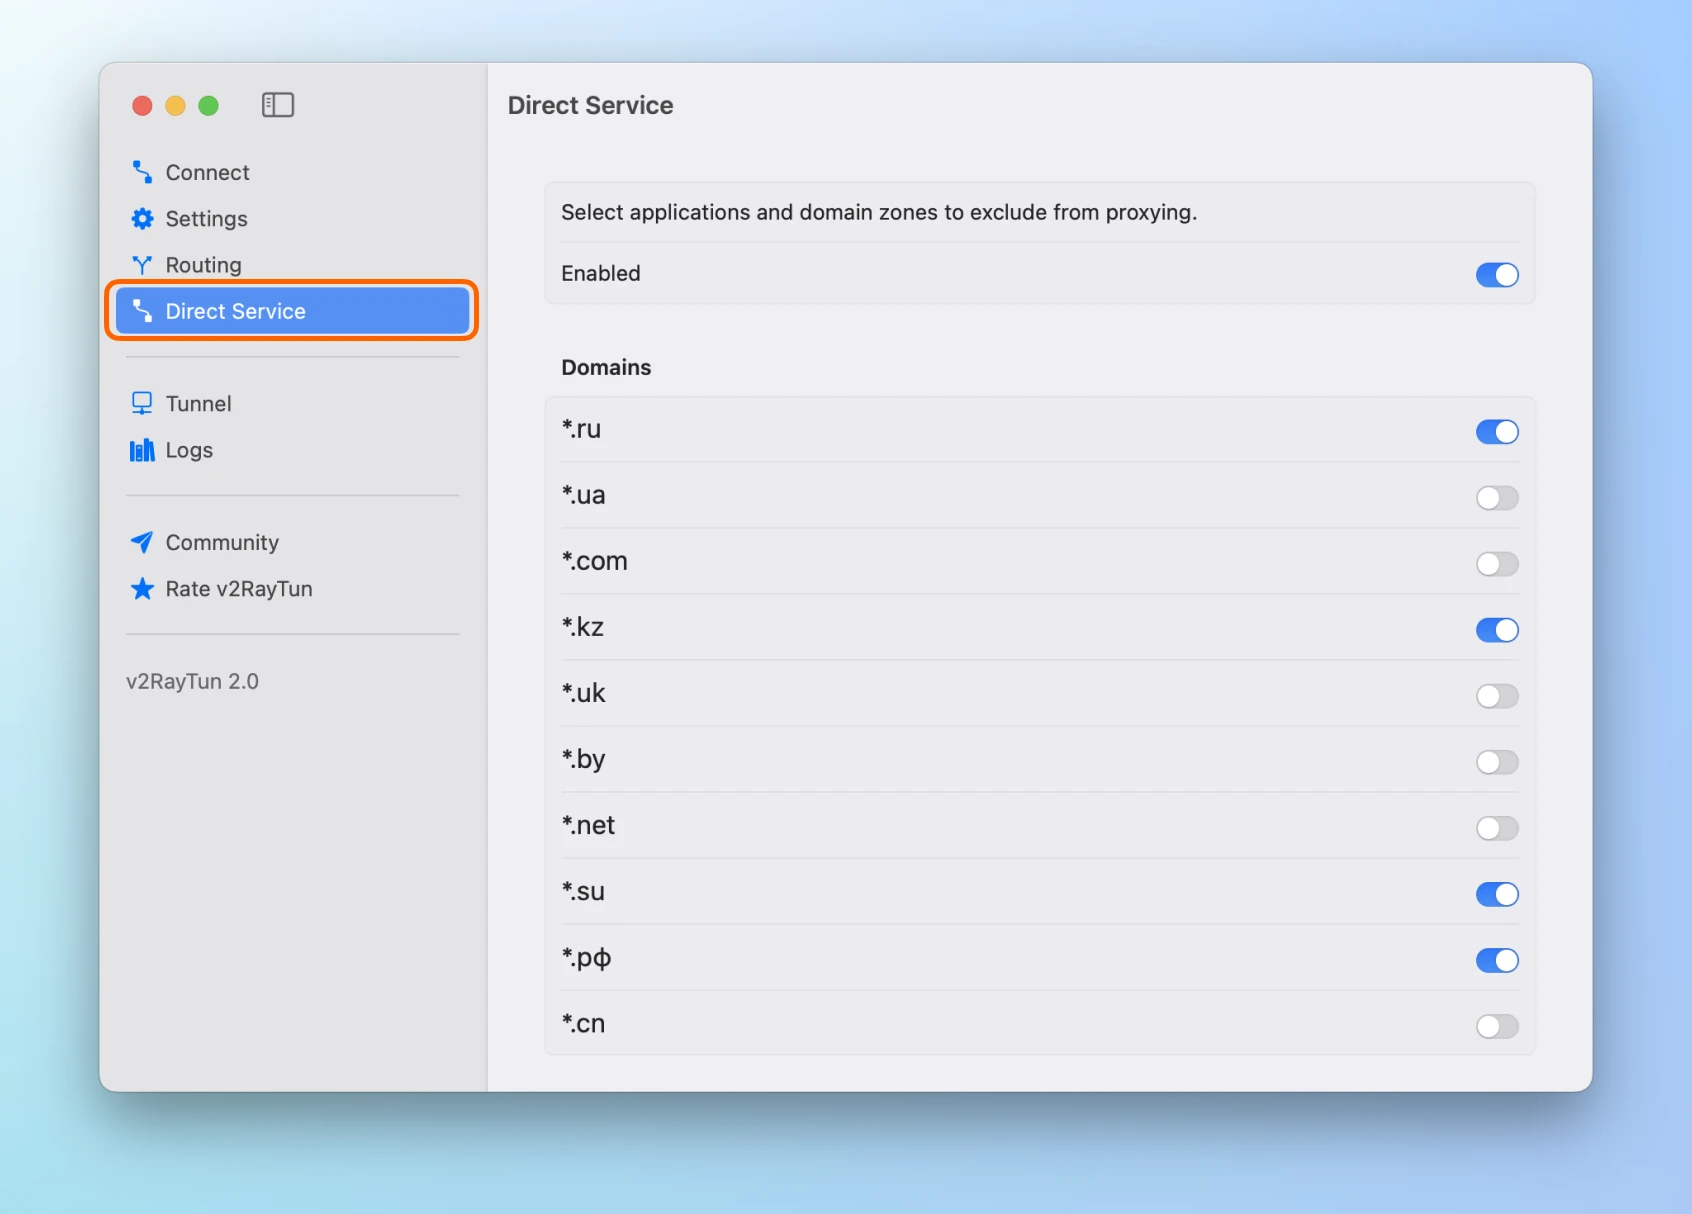 Connect
Settings
Routing
Direct Service
Tunnel
Logs
Community
Rate v2RayTun
v2RayTun 2.0
Direct Service
Select applications and domain zones to exclude from proxying.
Enabled
Domains
*.ru
*.ua
*.com
*.kz
*.uk
*.by
*.net
*.su
*.рф
*.cn